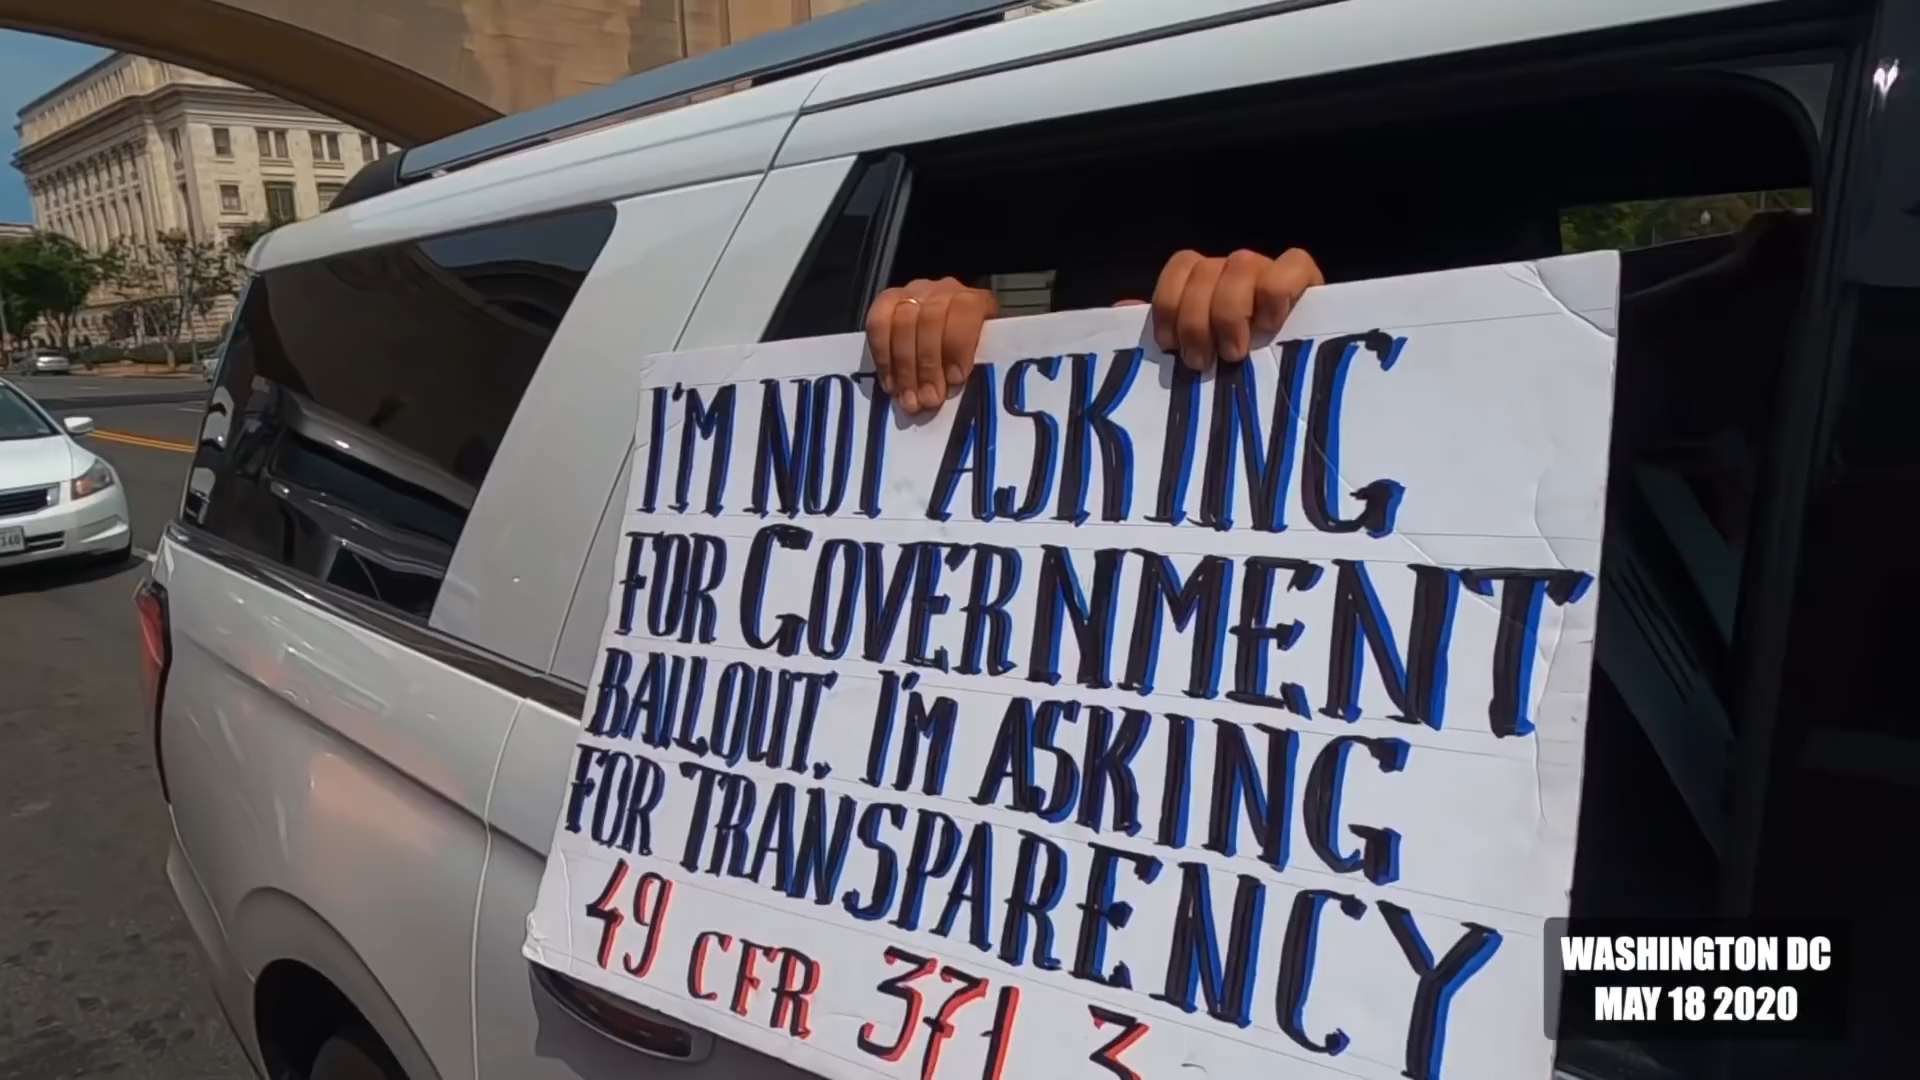 I'M NOT ASKING
FOR GOVERNMENT
BAILOUT. I'M ASKING
FOR TRANSPARENCY
49 CFR 371 3
WASHINGTON DC
MAY 18 2020